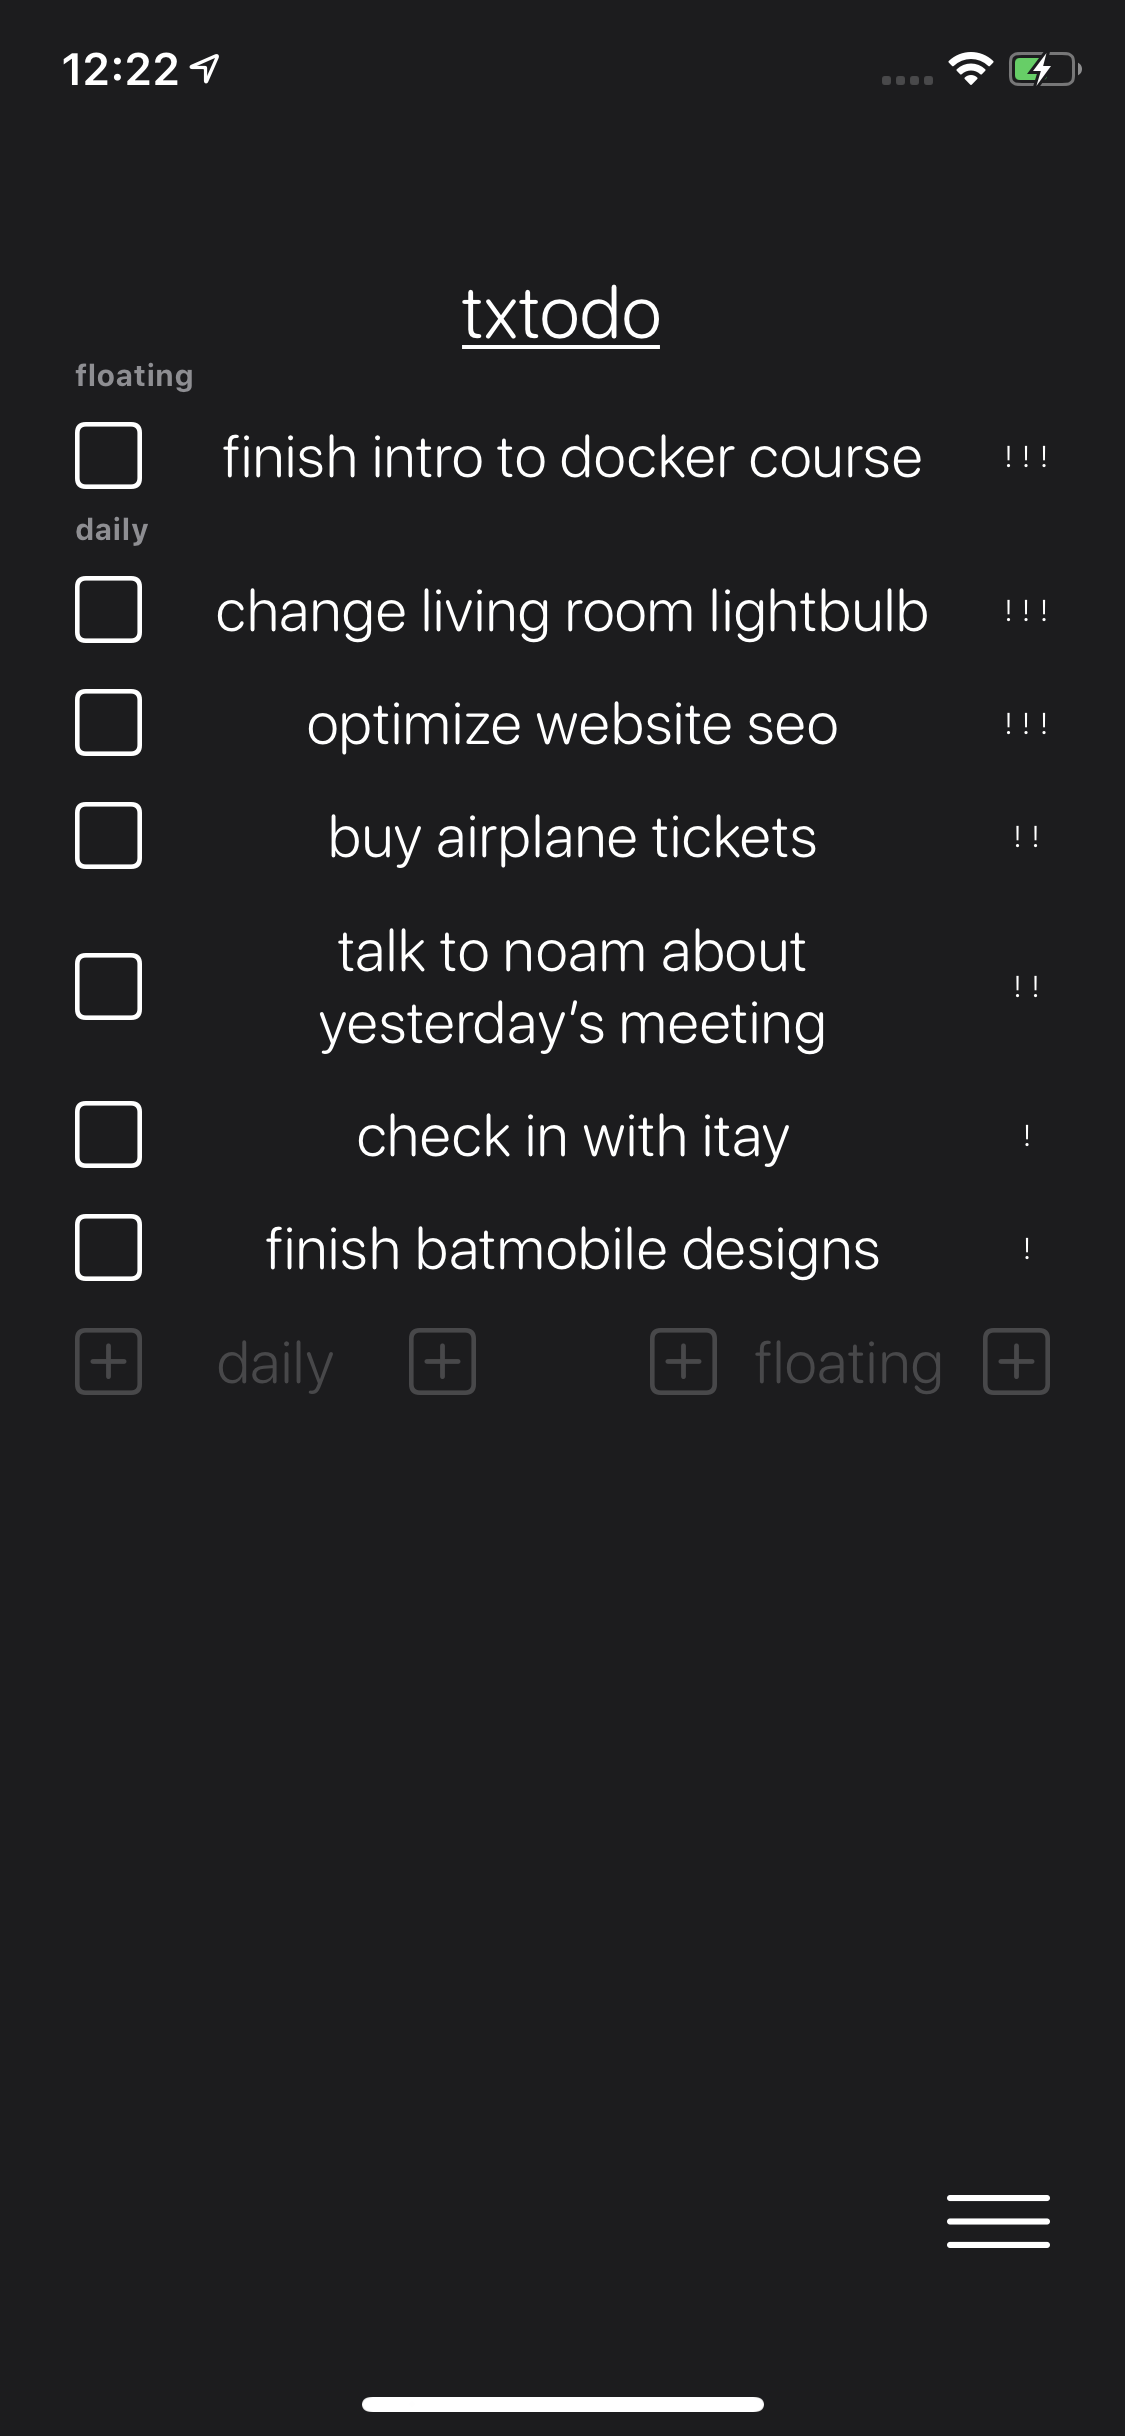 12:22
txtodo
floating
finish intro to docker course !!!
daily
change living room lightbulb !!!
optimize website seo !!!
buy airplane tickets !!
talk to noam about
yesterday’s meeting !!
check in with itay !
finish batmobile designs !
daily floating